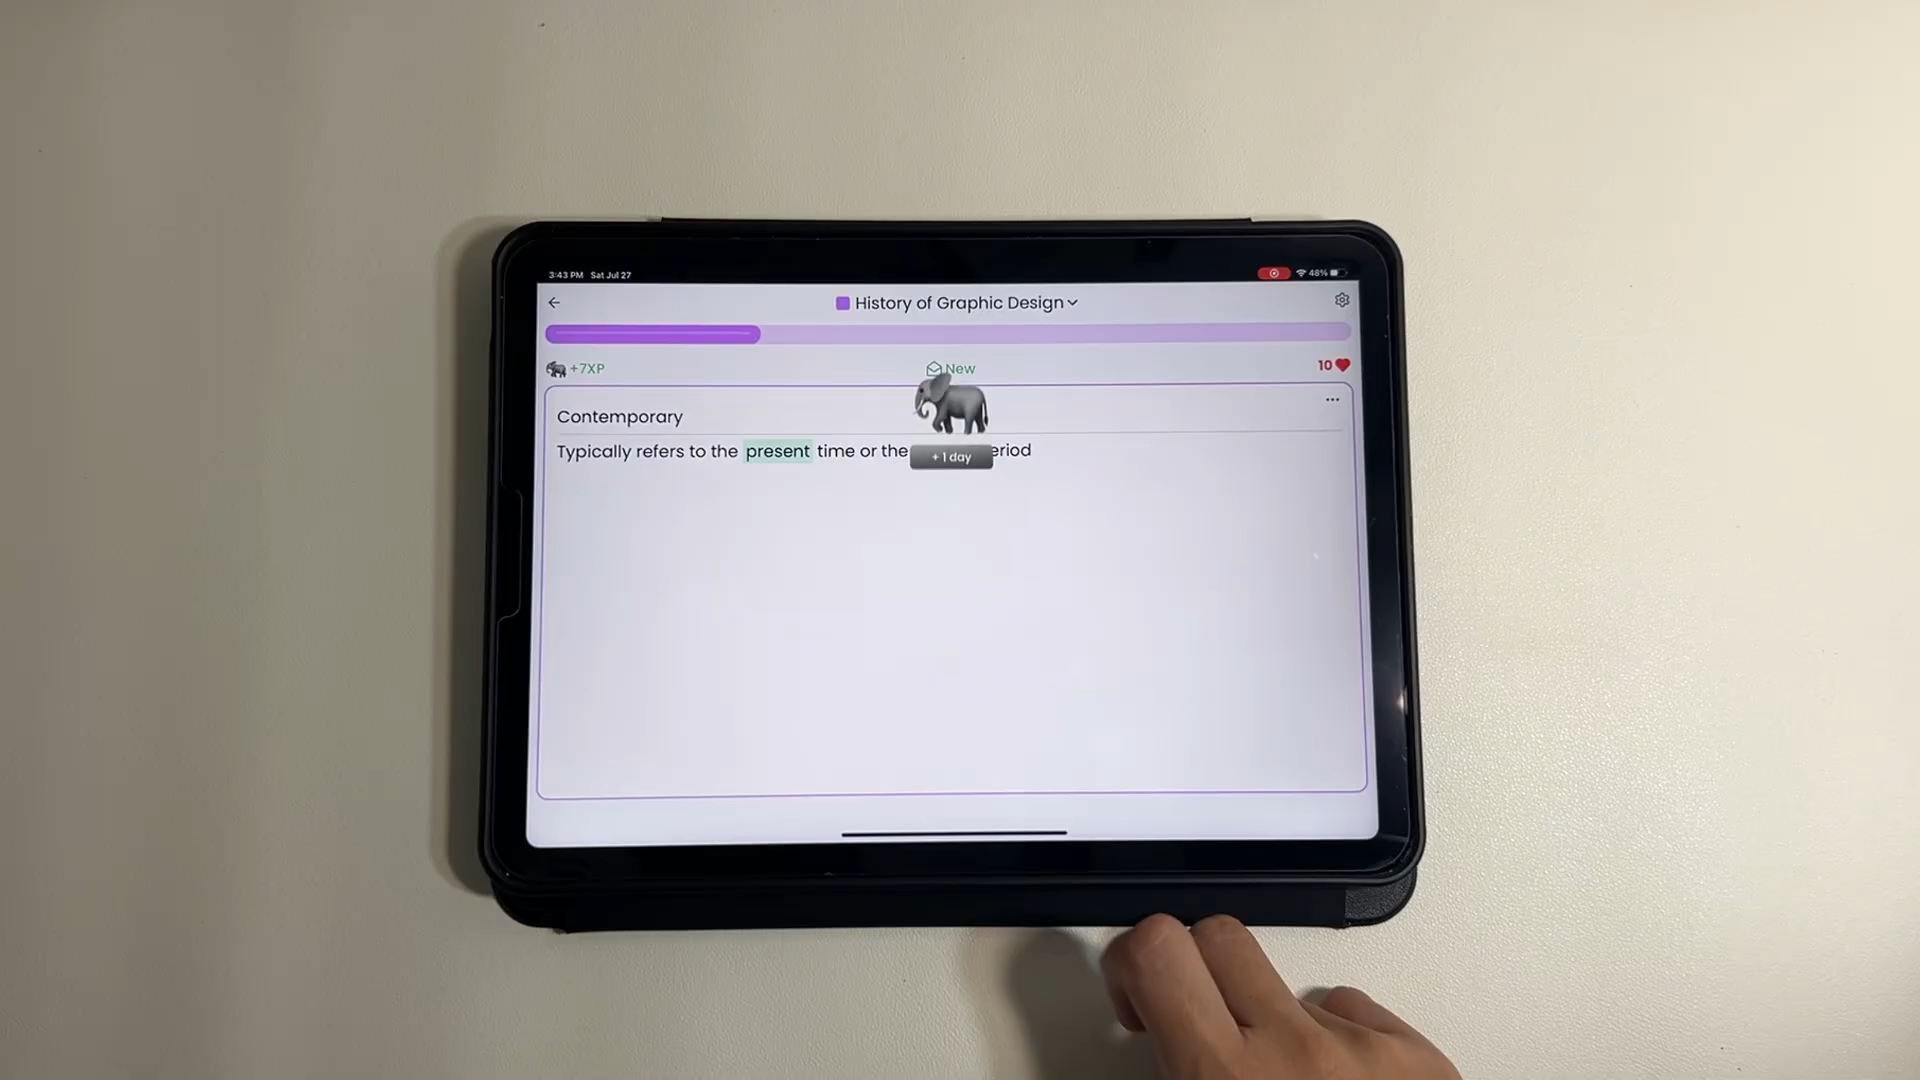 3:43 PM Sat Jul 27
48%
History of Graphic Design
+7XP
New
10
Contemporary
Typically refers to the present time or the eriod
+ 1 day